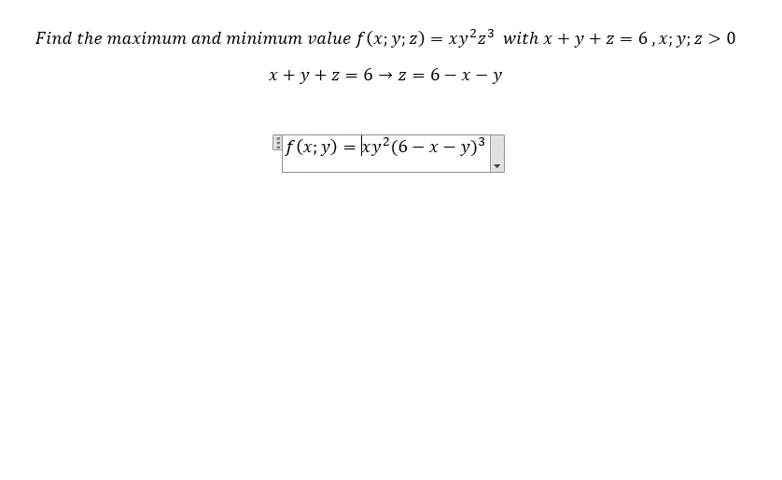 Find the maximum and minimum value f(x; y; z) = xy²z³ with x + y + z = 6 , x; y; z > 0
x + y + z = 6 → z = 6 − x − y
f(x; y) = xy²(6 − x − y)³